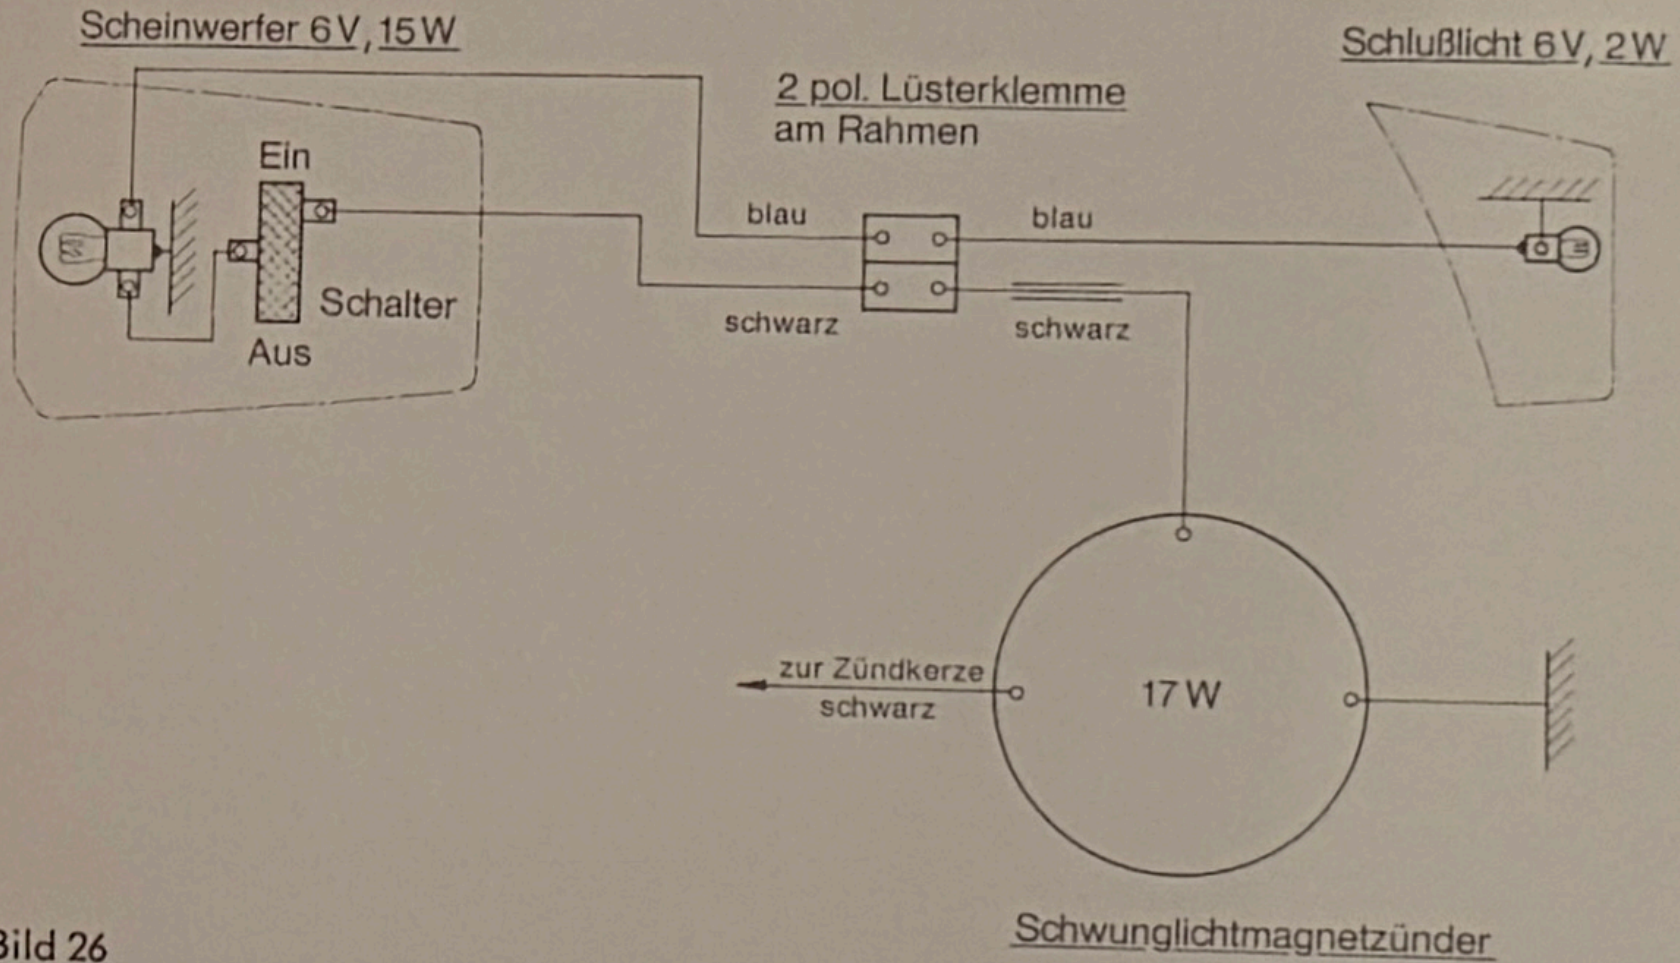 Scheinwerfer 6V, 15W
Schlußlicht 6V, 2W
2 pol. Lüsterklemme
am Rahmen
Ein
blau
blau
Schalter
schwarz
schwarz
Aus
zur Zündkerze
schwarz
17 W
Schwunglichtmagnetzünder
Bild 26